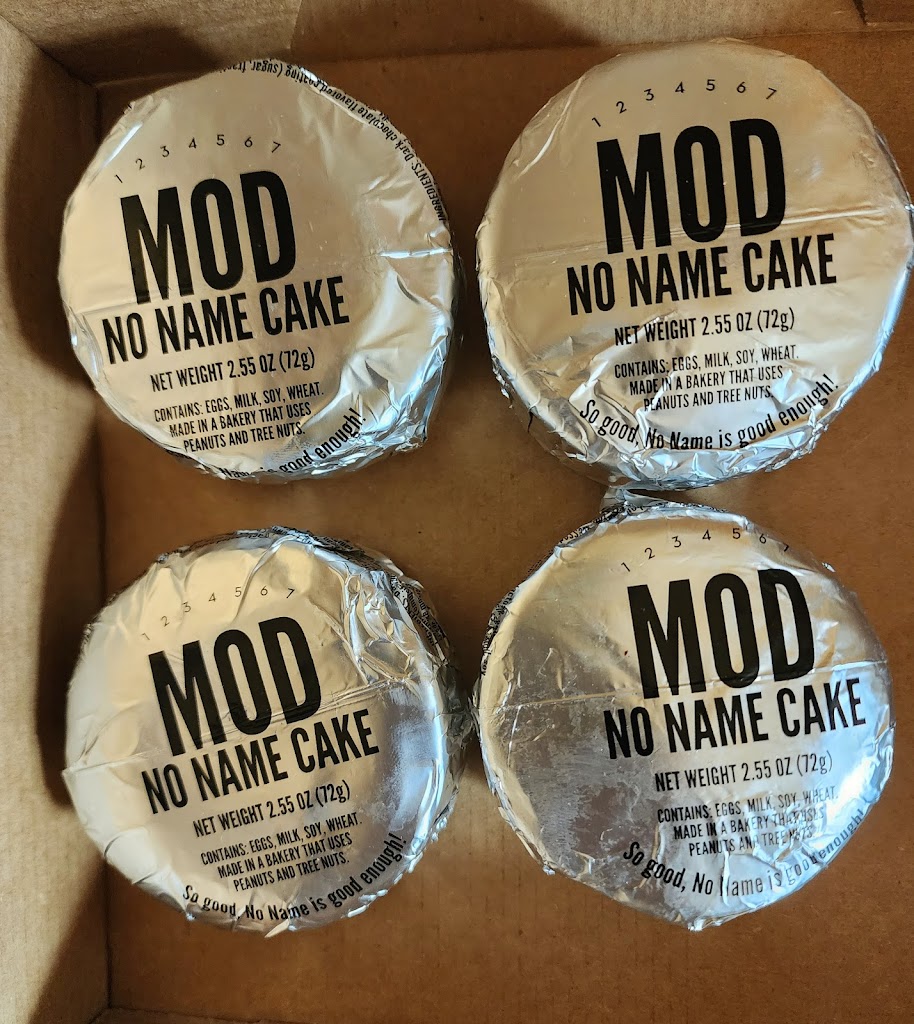 INGREDIENTS: Dark chocolate flavored coating (sugar,
1 2 3 4 5 6 7
MOD
NO NAME CAKE
NET WEIGHT 2.55 OZ (72g)
CONTAINS: EGGS, MILK, SOY, WHEAT.
MADE IN A BAKERY THAT USES
PEANUTS AND TREE NUTS.
Name is good enough!
1 2 3 4 5 6 7
MOD
NO NAME CAKE
NET WEIGHT 2.55 OZ (72g)
CONTAINS: EGGS, MILK, SOY, WHEAT.
MADE IN A BAKERY THAT USES
PEANUTS AND TREE NUTS.
So good, No Name is good enough!
1 2 3 4 5 6 7
MOD
NO NAME CAKE
NET WEIGHT 2.55 OZ (72g)
CONTAINS: EGGS, MILK, SOY, WHEAT.
MADE IN A BAKERY THAT USES
PEANUTS AND TREE NUTS.
So good, No Name is good enough!
1 2 3 4 5 6 7
MOD
NO NAME CAKE
NET WEIGHT 2.55 OZ (72g)
CONTAINS: EGGS, MILK, SOY, WHEAT.
MADE IN A BAKERY THAT USES
PEANUTS AND TREE NUTS.
So good, No Name is good enough!